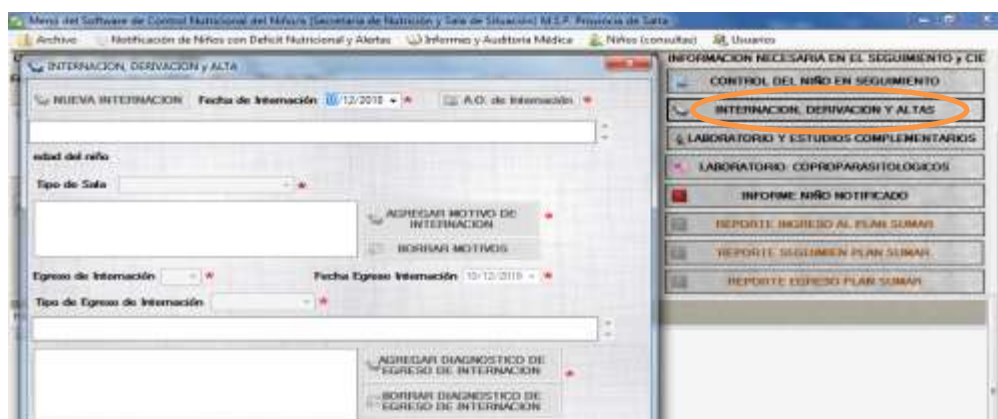 Menú del Software de Control Nutricional del Niño/a (Secretaria de Nutrición y Sala de Situación) M.S.P. Provincia de Salta
Archivo Notificación de Niños con Deficit Nutricional y Alertas Informes y Auditoria Médica Niños (consultas) Usuarios
INTERNACION, DERIVACION y ALTA
NUEVA INTERNACION Fecha de Internación /12/2018 * A.O. de Internación *
edad del niño
Tipo de Sala *
AGREGAR MOTIVO DE INTERNACION *
BORRAR MOTIVOS
Egreso de Internación * Fecha Egreso Internación 10/12/2018 *
Tipo de Egreso de Internación *
AGREGAR DIAGNOSTICO DE EGRESO DE INTERNACION *
BORRAR DIAGNOSTICO DE EGRESO DE INTERNACION
INFORMACION NECESARIA EN EL SEGUIMIENTO y CIE
CONTROL DEL NIÑO EN SEGUIMIENTO
INTERNACION, DERIVACION Y ALTAS
LABORATORIO Y ESTUDIOS COMPLEMENTARIOS
LABORATORIO: COPROPARASITOLOGICOS
INFORME NIÑO NOTIFICADO
REPORTE INGRESO AL PLAN SUMAR
REPORTE SEGUIMIEN PLAN SUMAR
REPORTE EGRESO PLAN SUMAR